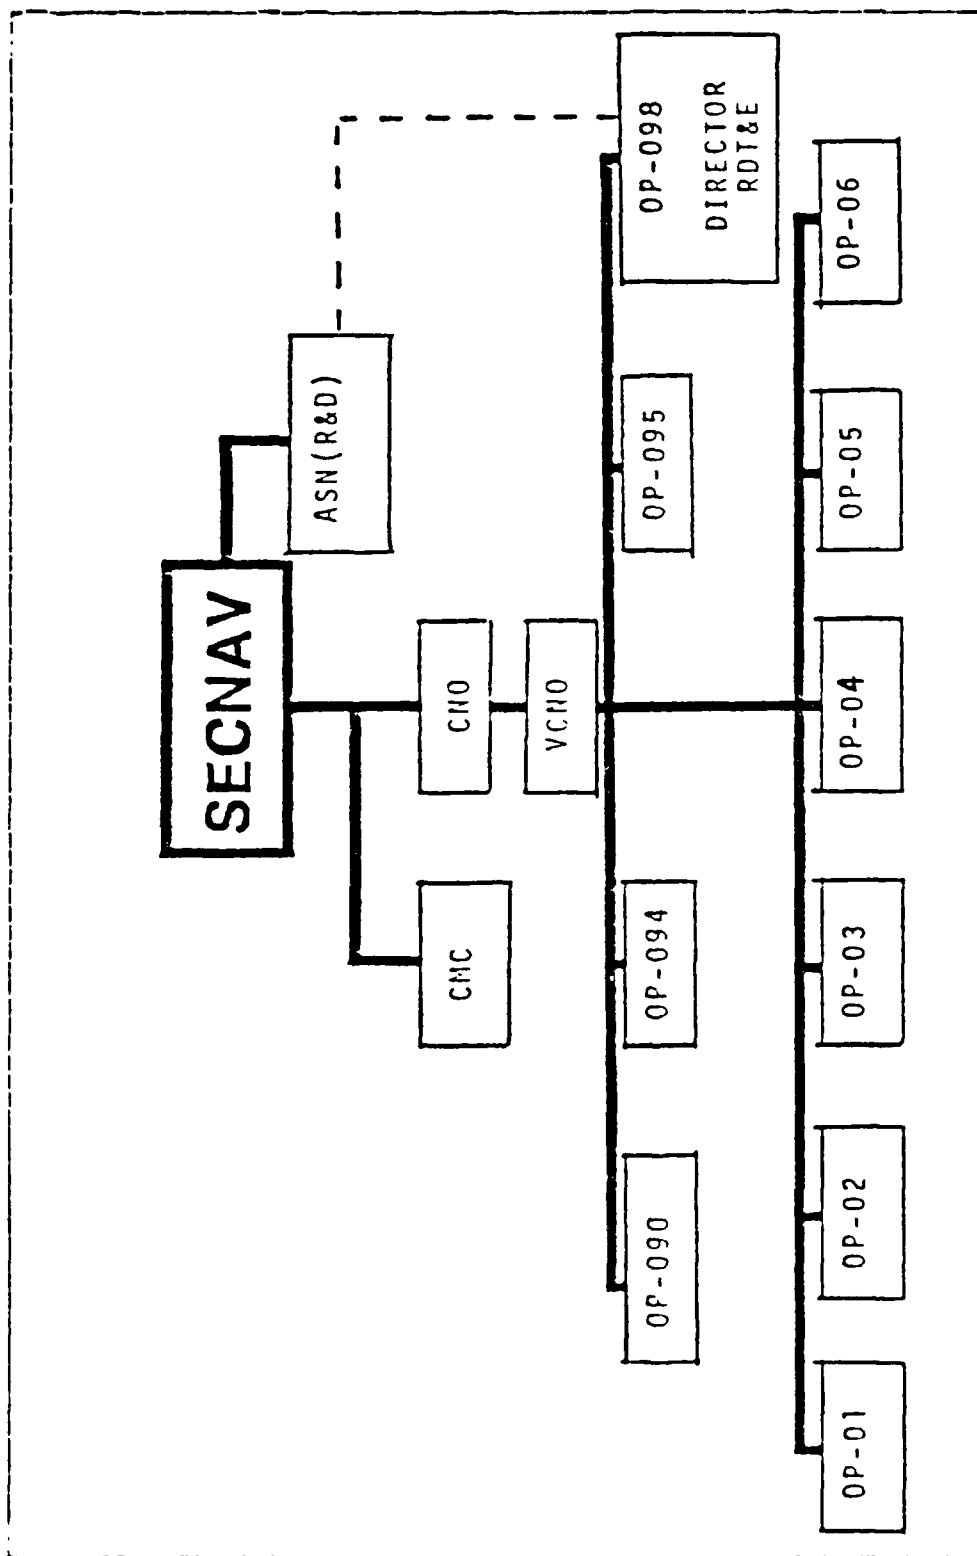 SECNAV
ASN(R&D)
CMC
CNO
VCNO
OP-090
OP-094
OP-095
OP-098
DIRECTOR
RDT&E
OP-01
OP-02
OP-03
OP-04
OP-05
OP-06